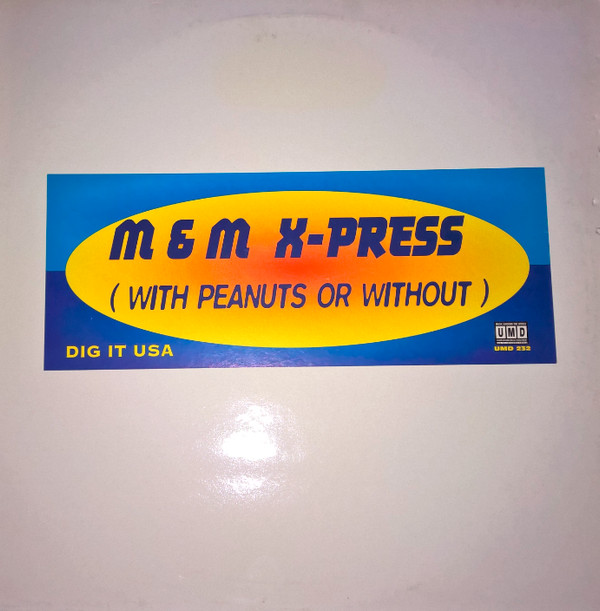 M & M X-PRESS
( WITH PEANUTS OR WITHOUT )
DIG IT USA
UMD
UMD 232